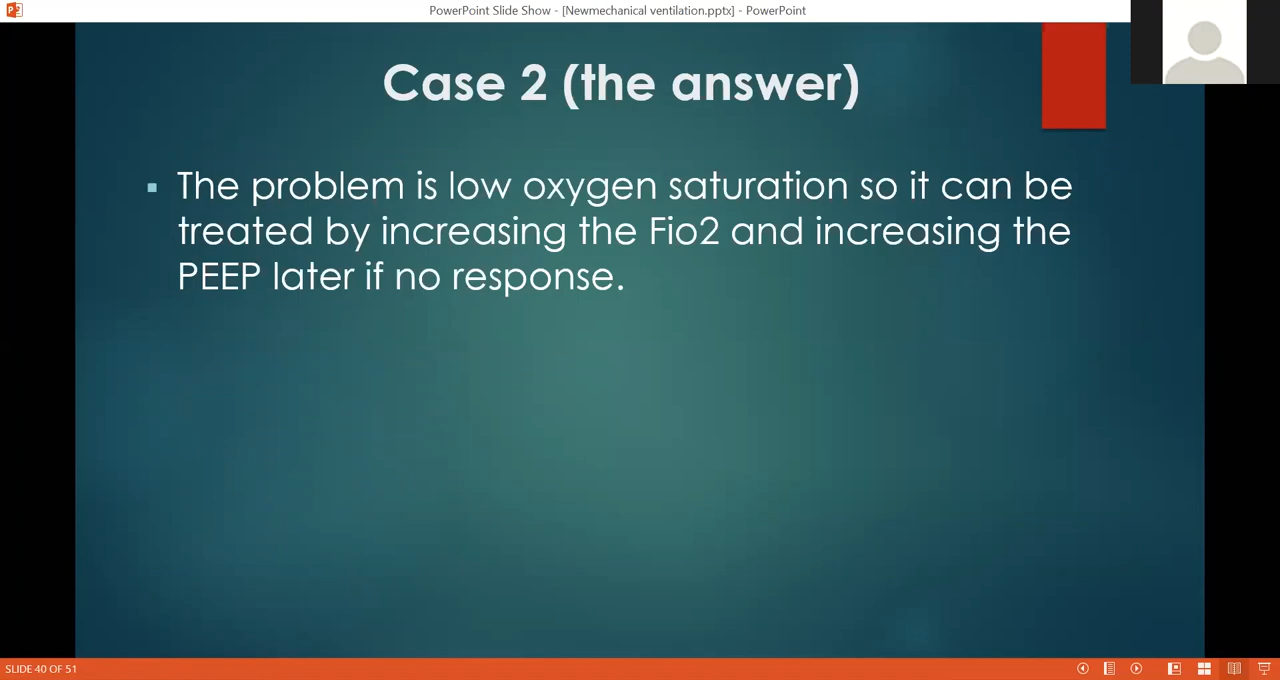 PowerPoint Slide Show - [Newmechanical ventilation.pptx] - PowerPoint
Case 2 (the answer)
▪ The problem is low oxygen saturation so it can be
treated by increasing the Fio2 and increasing the
PEEP later if no response.
SLIDE 40 OF 51